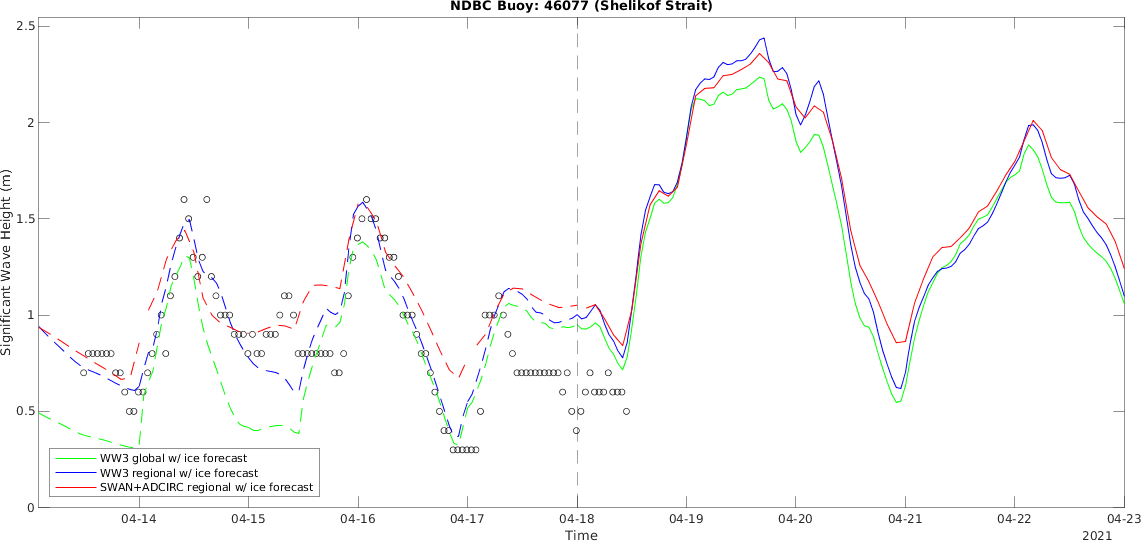 NDBC Buoy: 46077 (Shelikof Strait)
2.5
2
1.5
1
0.5
0
Significant Wave Height (m)
WW3 global w/ ice forecast
WW3 regional w/ ice forecast
SWAN+ADCIRC regional w/ ice forecast
04-14 04-15 04-16 04-17 04-18 04-19 04-20 04-21 04-22 04-23
Time
2021